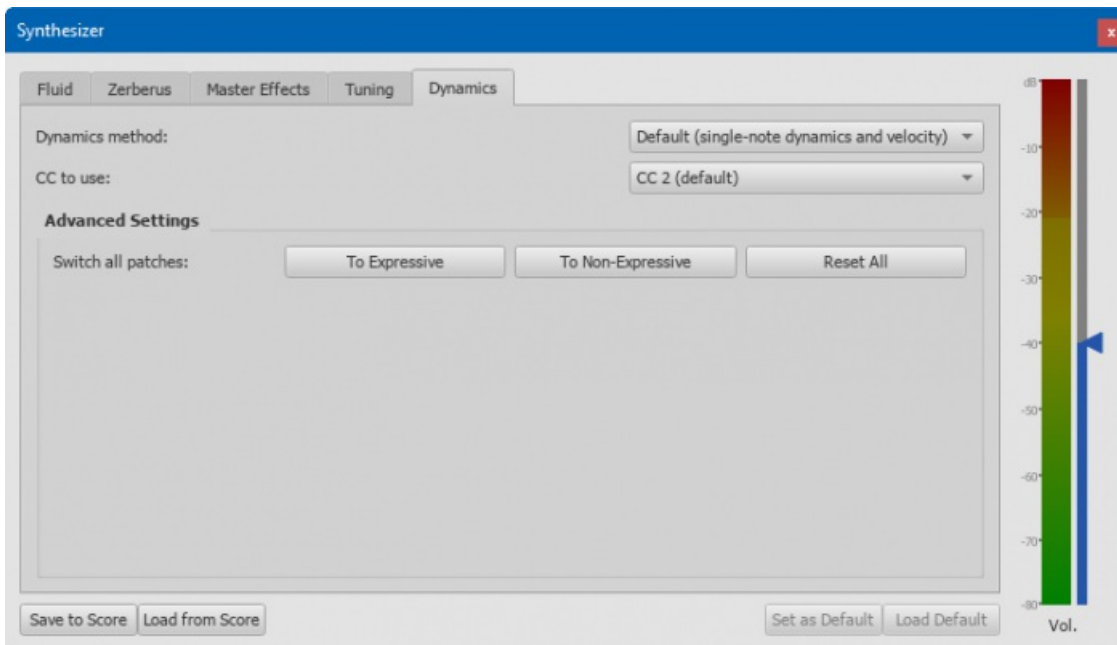 Synthesizer
x
Fluid Zerberus Master Effects Tuning Dynamics
Dynamics method: Default (single-note dynamics and velocity)
CC to use: CC 2 (default)
Advanced Settings
Switch all patches: To Expressive To Non-Expressive Reset All
Save to Score Load from Score Set as Default Load Default
dB
-10
-20
-30
-40
-50
-60
-70
-80
Vol.